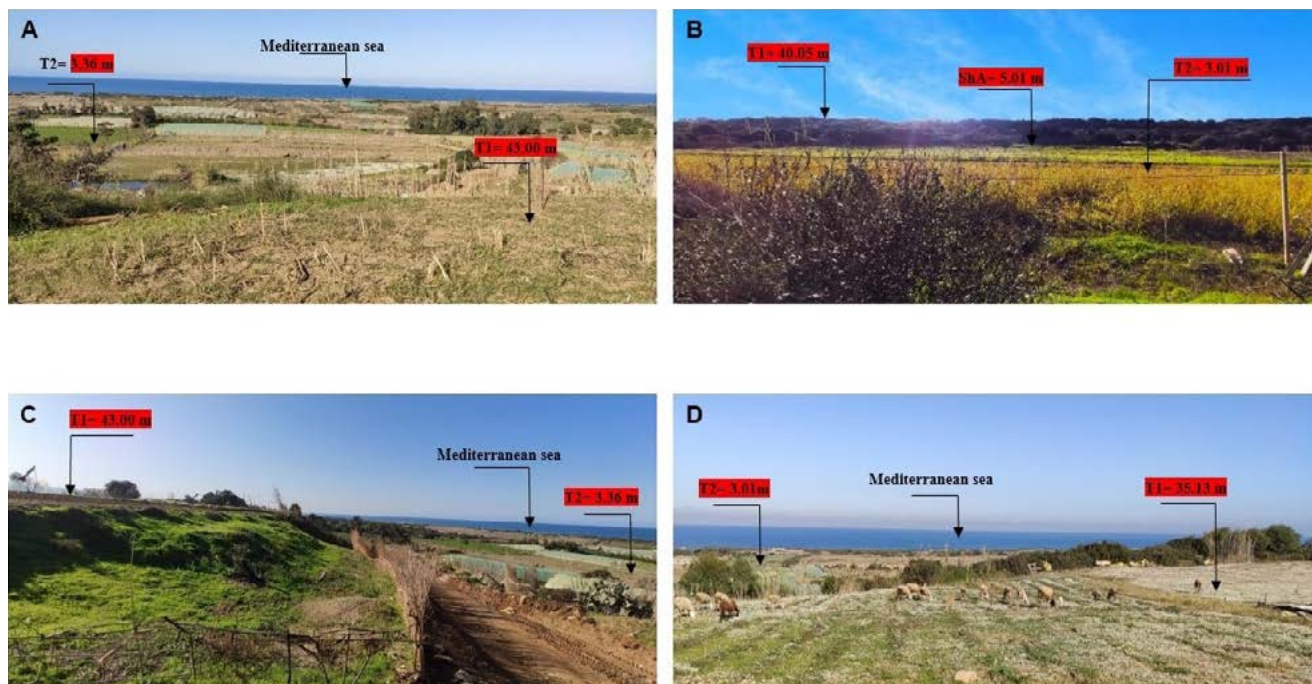 A
Mediterranean sea
T2= 3.36 m
T1= 43.00 m
B
T1= 40.05 m
ShA= 5.01 m
T2= 3.01 m
C
T1= 43.00 m
Mediterranean sea
T2= 3.36 m
D
T2= 3.01m
Mediterranean sea
T1= 35.13 m